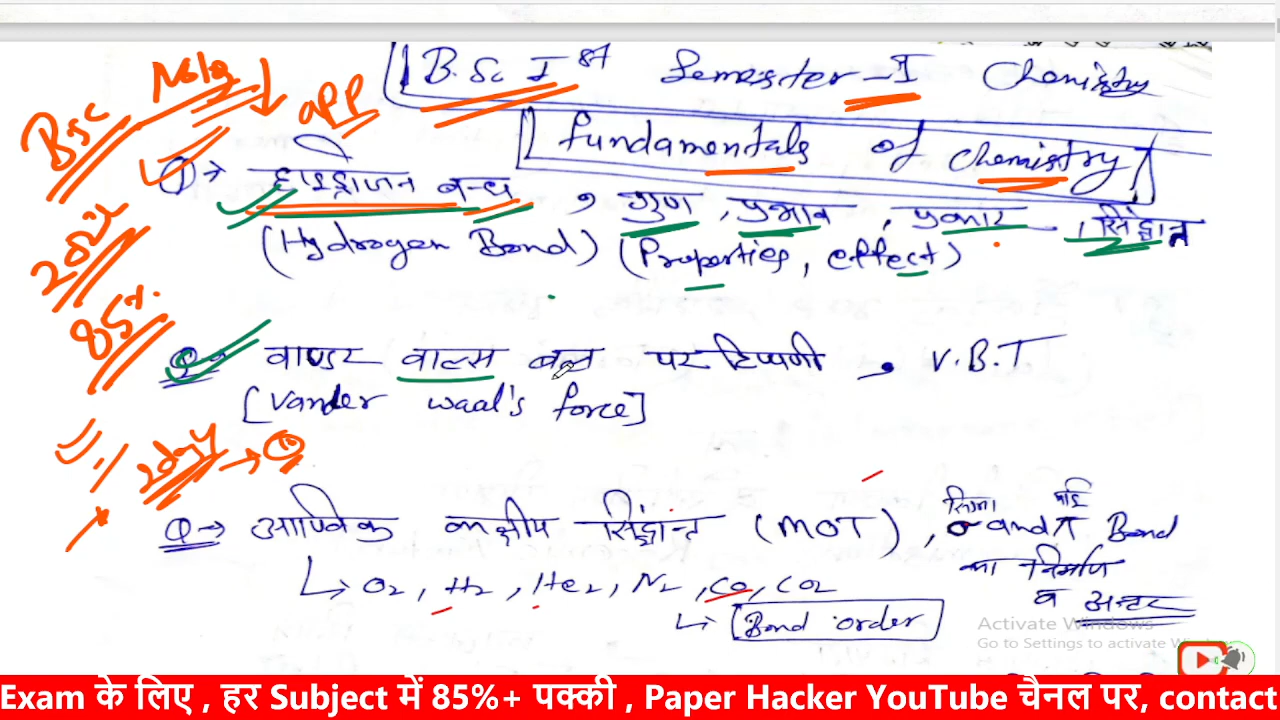 B.Sc Ist Semester-I Chemistry
Fundamentals of Chemistry
Bsc
app
20
85%
Q→ हाइड्रोजन बन्ध, गुण, प्रभाव, प्रकार, सिद्धान्त
(Hydrogen Bond) (Properties, effect)
Q→ वाण्डर वाल्स बल पर टिप्पणी, V.B.T
[Vander waal's force]
2day →
Q→ आण्विक कक्षीय सिद्धान्त (MOT), σ and π Bond
सिग्मा पाई
↳ O2, H2, He2, N2, CO, CO2
का निर्माण
व अन्तर
↳ Bond order
Activate Windows
Go to Settings to activate Windows.
Exam के लिए , हर Subject में 85%+ पक्की , Paper Hacker YouTube चैनल पर, contact